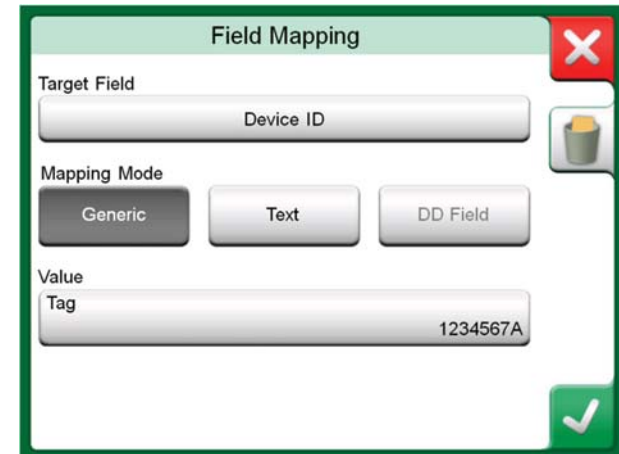 Field Mapping
Target Field
Device ID
Mapping Mode
Generic Text DD Field
Value
Tag
1234567A